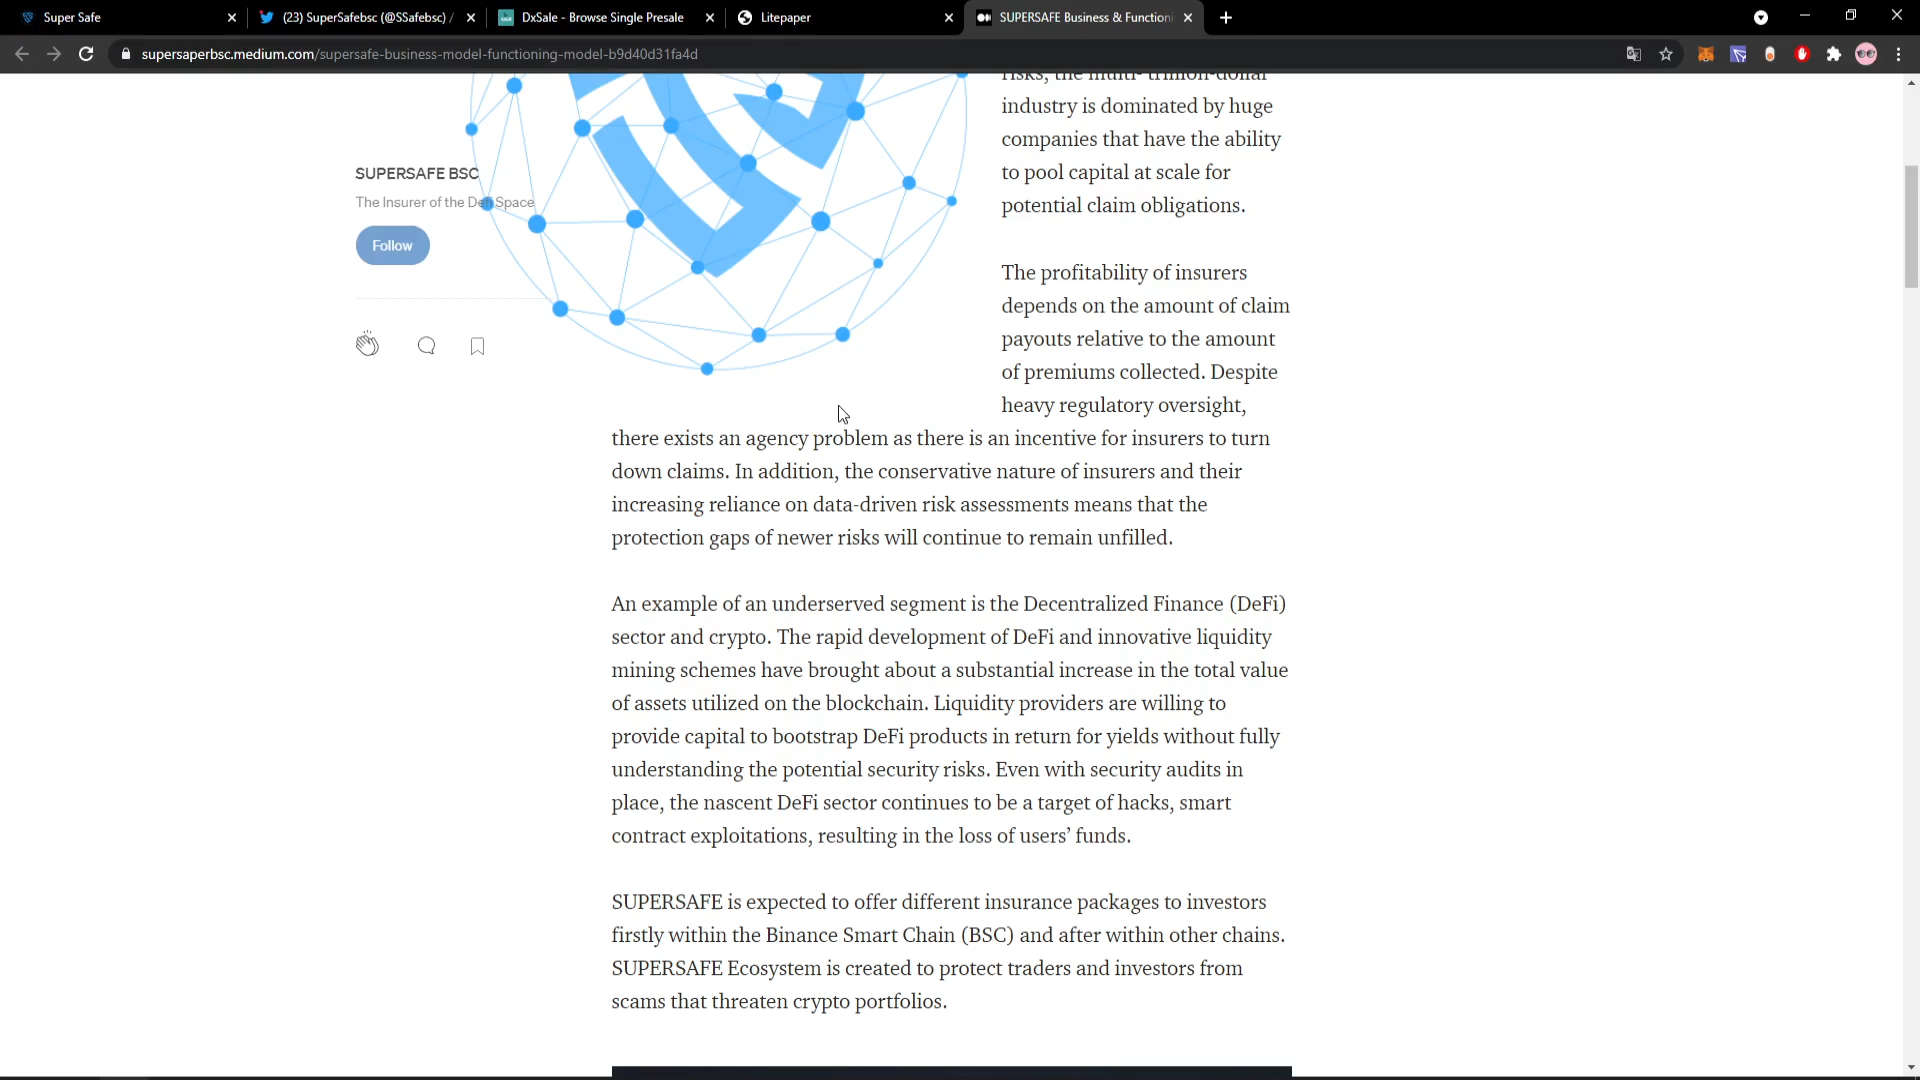 Super Safe
(23) SuperSafebsc (@SSafebsc) /
DxSale - Browse Single Presale
Litepaper
SUPERSAFE Business & Function
supersaperbsc.medium.com/supersafe-business-model-functioning-model-b9d40d31fa4d
SUPERSAFE BSC
The Insurer of the Defi Space
Follow
risks, the multi-trillion-dollar
industry is dominated by huge
companies that have the ability
to pool capital at scale for
potential claim obligations.
The profitability of insurers
depends on the amount of claim
payouts relative to the amount
of premiums collected. Despite
heavy regulatory oversight,
there exists an agency problem as there is an incentive for insurers to turn
down claims. In addition, the conservative nature of insurers and their
increasing reliance on data-driven risk assessments means that the
protection gaps of newer risks will continue to remain unfilled.
An example of an underserved segment is the Decentralized Finance (DeFi)
sector and crypto. The rapid development of DeFi and innovative liquidity
mining schemes have brought about a substantial increase in the total value
of assets utilized on the blockchain. Liquidity providers are willing to
provide capital to bootstrap DeFi products in return for yields without fully
understanding the potential security risks. Even with security audits in
place, the nascent DeFi sector continues to be a target of hacks, smart
contract exploitations, resulting in the loss of users’ funds.
SUPERSAFE is expected to offer different insurance packages to investors
firstly within the Binance Smart Chain (BSC) and after within other chains.
SUPERSAFE Ecosystem is created to protect traders and investors from
scams that threaten crypto portfolios.